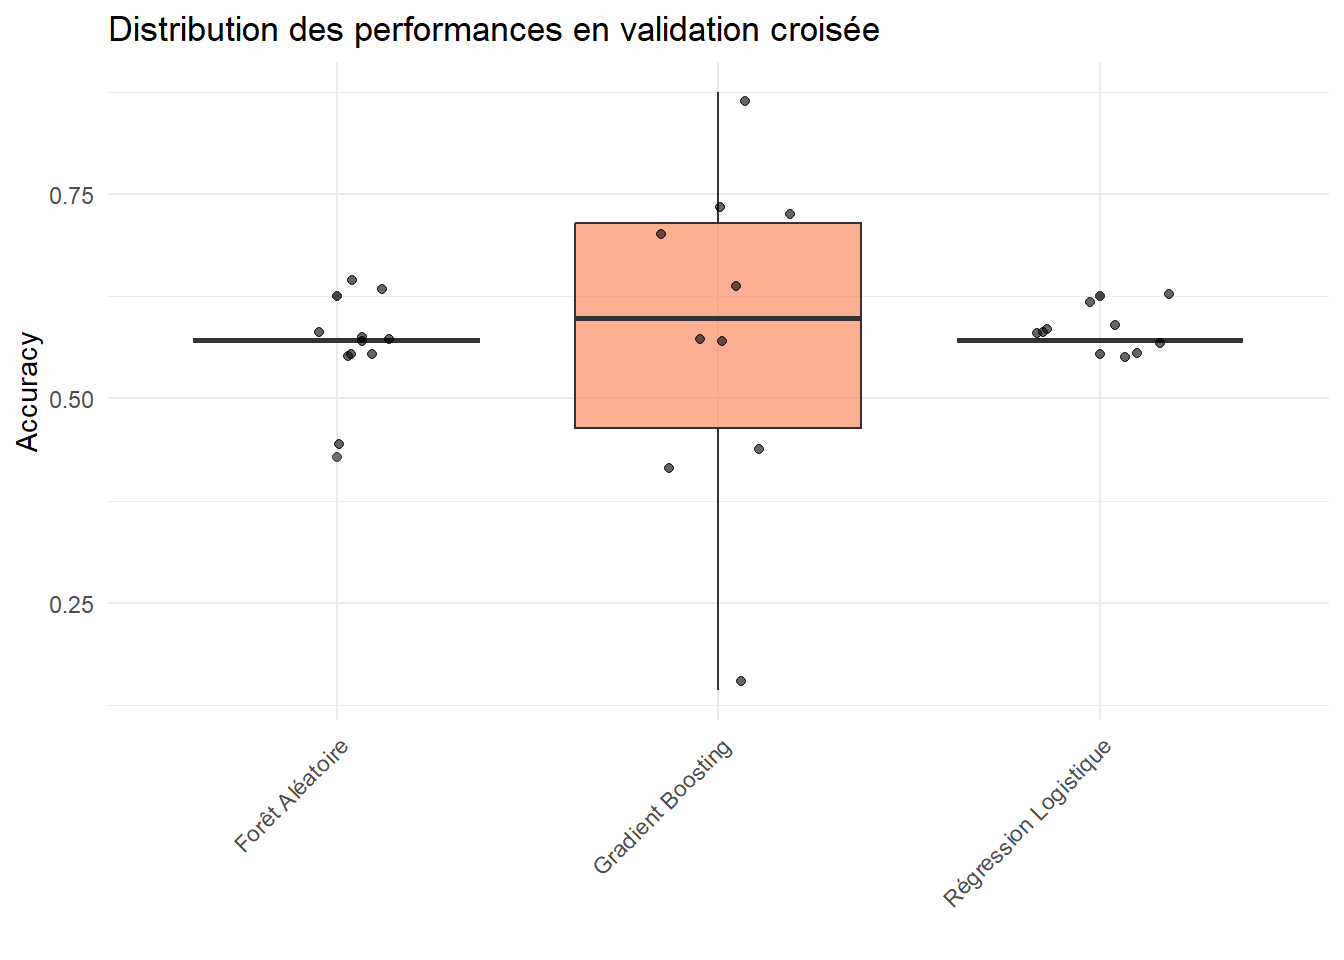 Distribution des performances en validation croisée
Accuracy
0.75
0.50
0.25
Forêt Aléatoire
Gradient Boosting
Régression Logistique